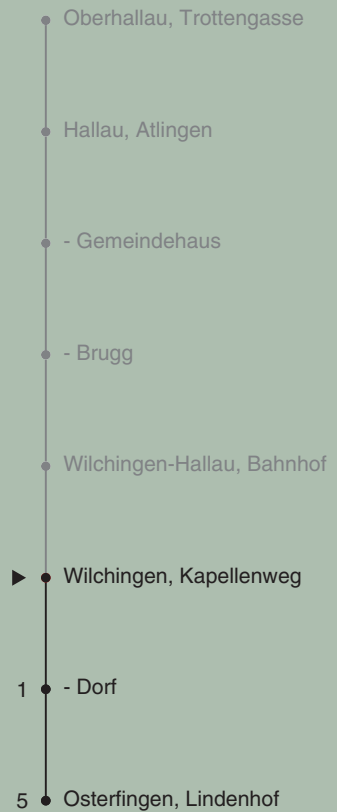 Oberhallau, Trottengasse
Hallau, Atlingen
- Gemeindehaus
- Brugg
Wilchingen-Hallau, Bahnhof
Wilchingen, Kapellenweg
1 - Dorf
5 Osterfingen, Lindenhof